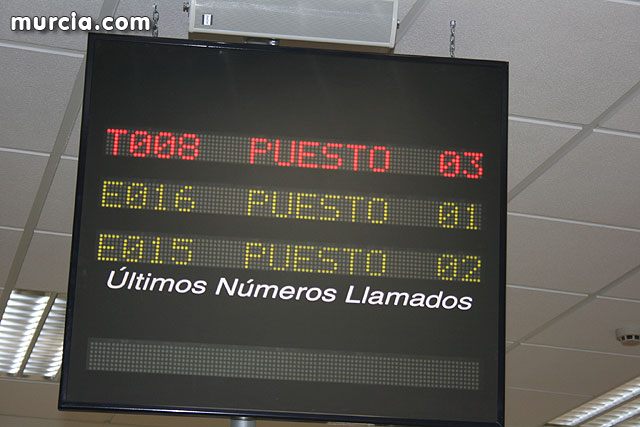 murcia.com
T008 PUESTO 03
E016 PUESTO 01
E015 PUESTO 02
Últimos Números Llamados